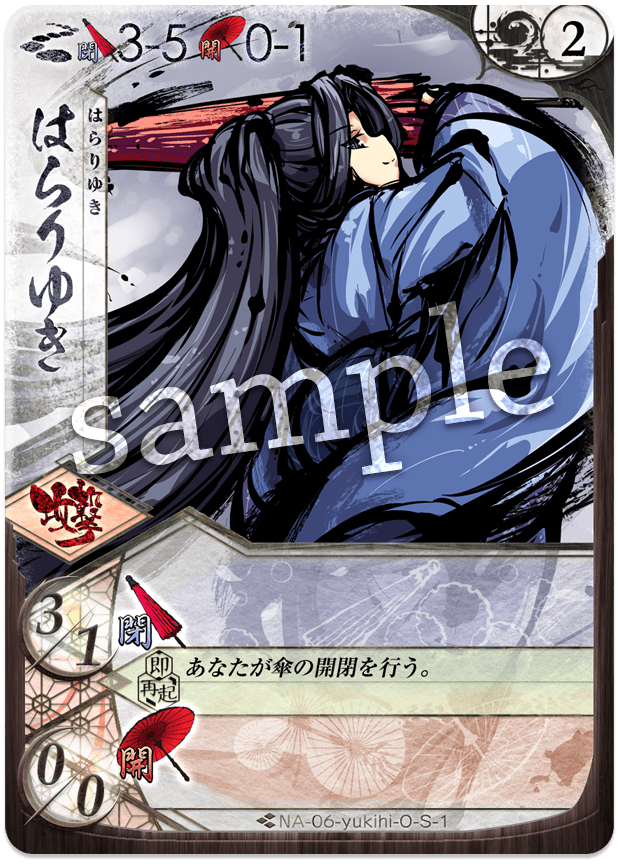 閉 3-5 開 0-1
2
はらりゆき
はらりゆき
sample
攻撃
3/1
閉
即再起 あなたが傘の開閉を行う。
0/0
開
NA-06-yukihi-O-S-1